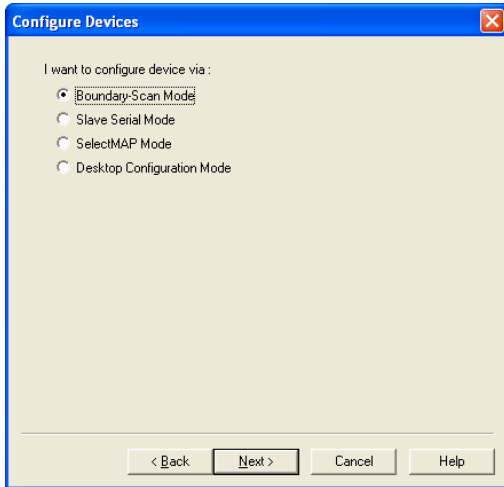 Configure Devices
I want to configure device via :
Boundary-Scan Mode
Slave Serial Mode
SelectMAP Mode
Desktop Configuration Mode
< Back Next > Cancel Help